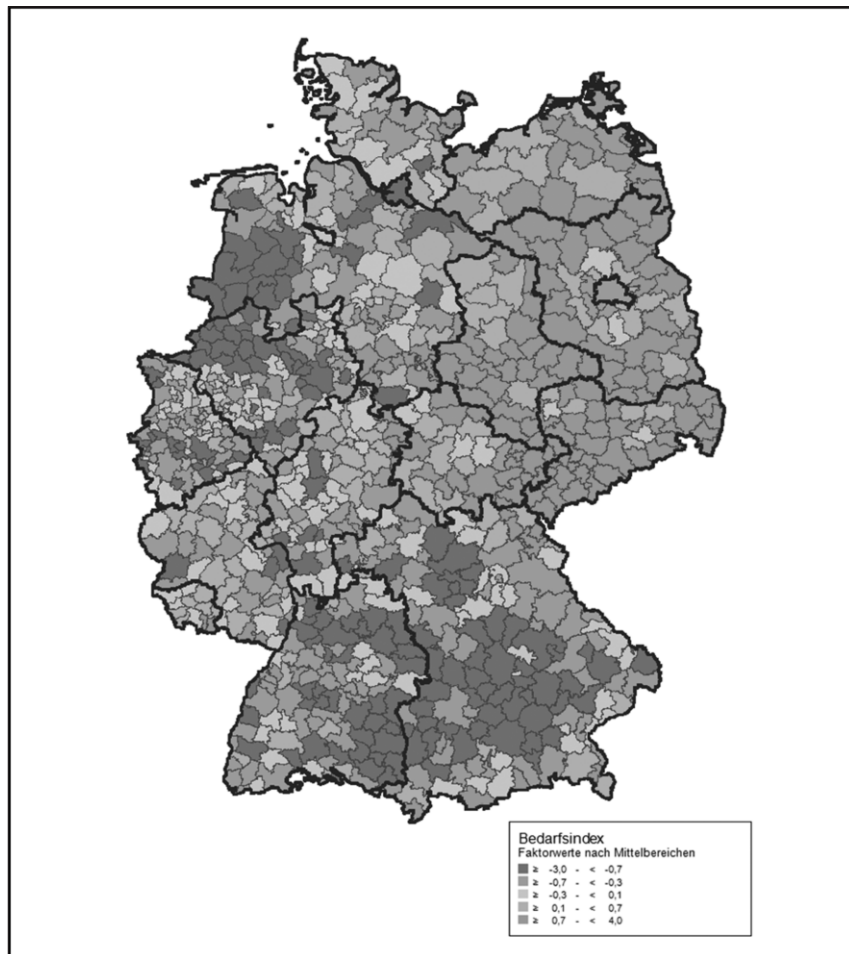 Bedarfsindex
Faktorwerte nach Mittelbereichen
≥ -3,0 - < -0,7
≥ -0,7 - < -0,3
≥ -0,3 - < 0,1
≥ 0,1 - < 0,7
≥ 0,7 - < 4,0